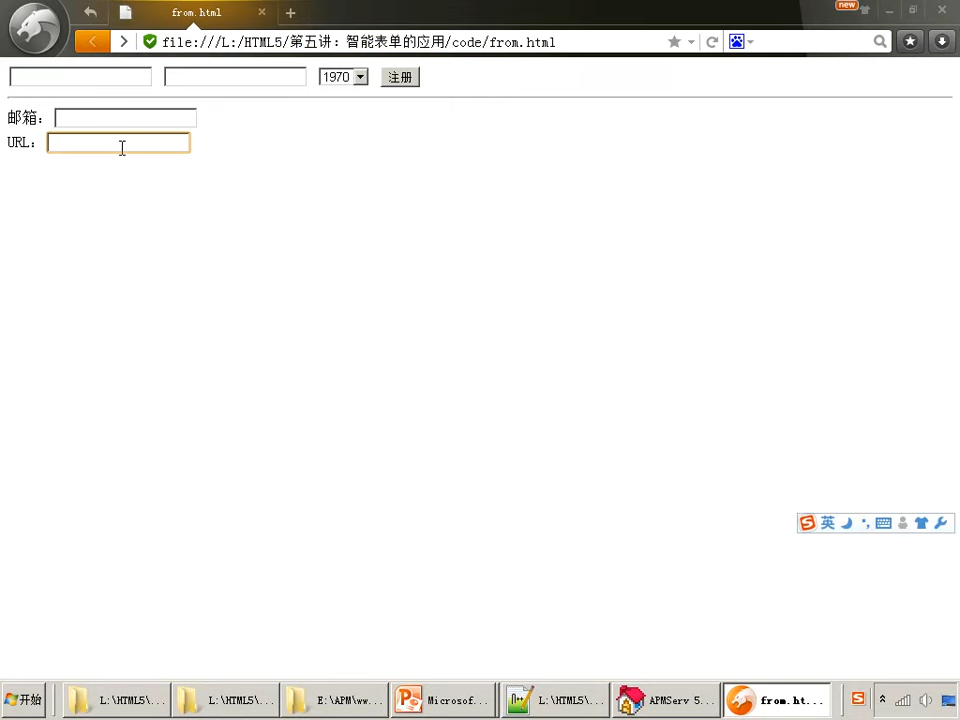 from.html
new
file:///L:/HTML5/第五讲: 智能表单的应用/code/from.html
1970 注册
邮箱:
URL:
英
开始 L:\HTML5\... L:\HTML5\... E:\APM\ww... Microsof... L:\HTML5\... APMServ 5... from.ht...